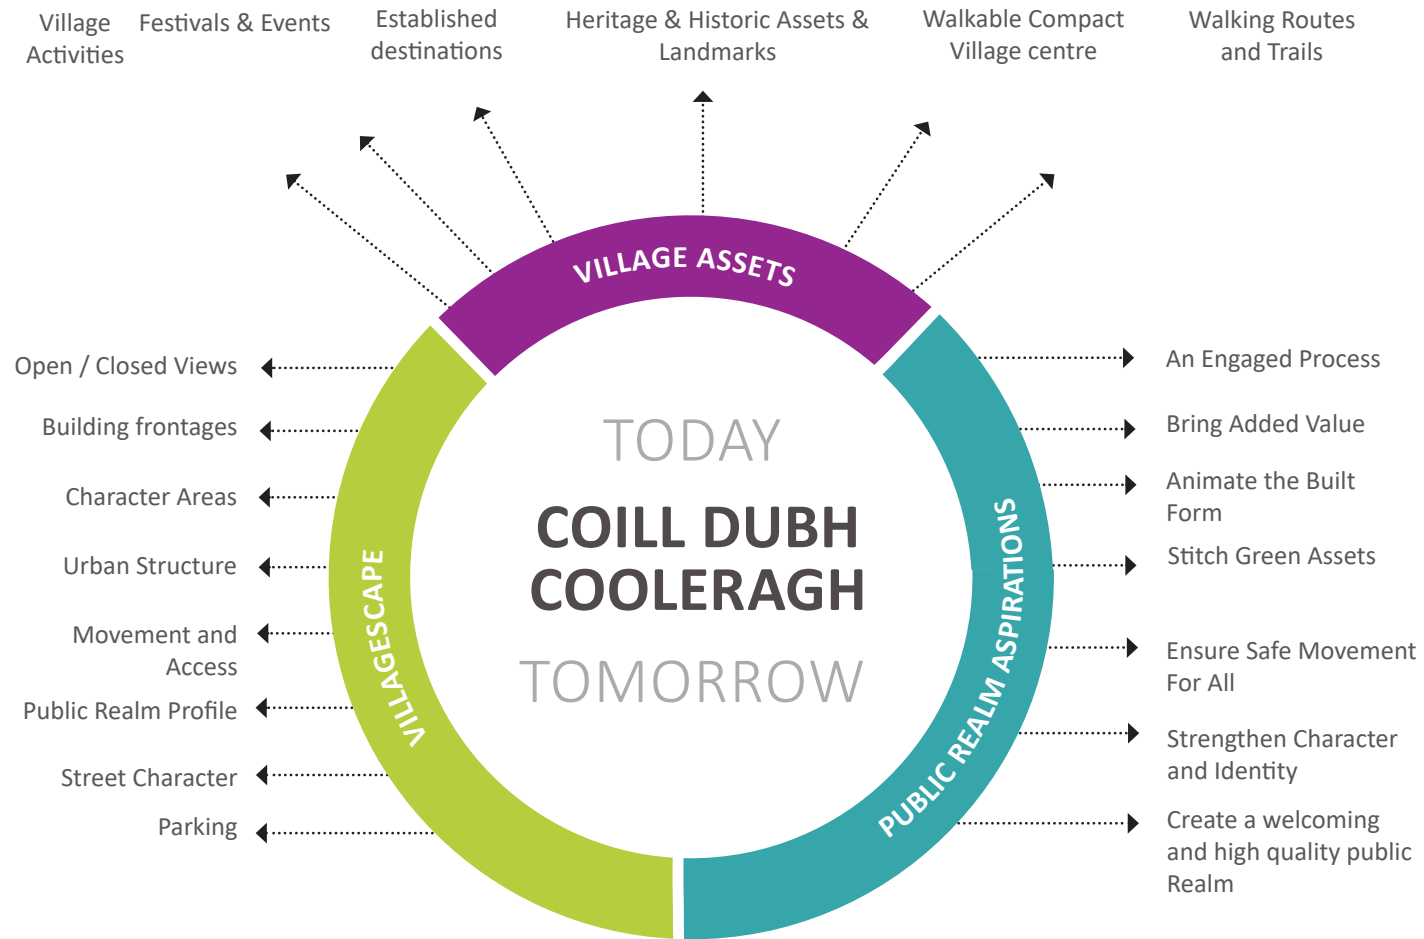 Village
Activities
Festivals & Events
Established
destinations
Heritage & Historic Assets &
Landmarks
Walkable Compact
Village centre
Walking Routes
and Trails
VILLAGE ASSETS
Open / Closed Views
Building frontages
Character Areas
Urban Structure
Movement and
Access
Public Realm Profile
Street Character
Parking
VILLAGESCAPE
TODAY
COILL DUBH
COOLERAGH
TOMORROW
PUBLIC REALM ASPIRATIONS
An Engaged Process
Bring Added Value
Animate the Built
Form
Stitch Green Assets
Ensure Safe Movement
For All
Strengthen Character
and Identity
Create a welcoming
and high quality public
Realm